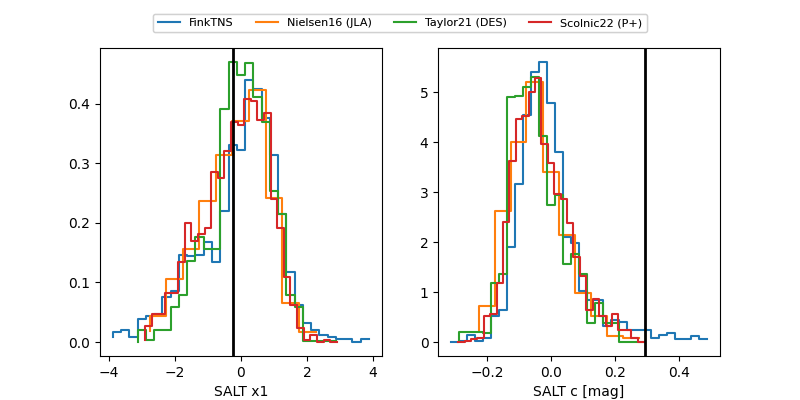 FinkTNS Nielsen16 (JLA) Taylor21 (DES) Scolnic22 (P+)
0.4
0.3
0.2
0.1
0.0
−4 −2 0 2 4
SALT x1
5
4
3
2
1
0
−0.2 0.0 0.2 0.4
SALT c [mag]